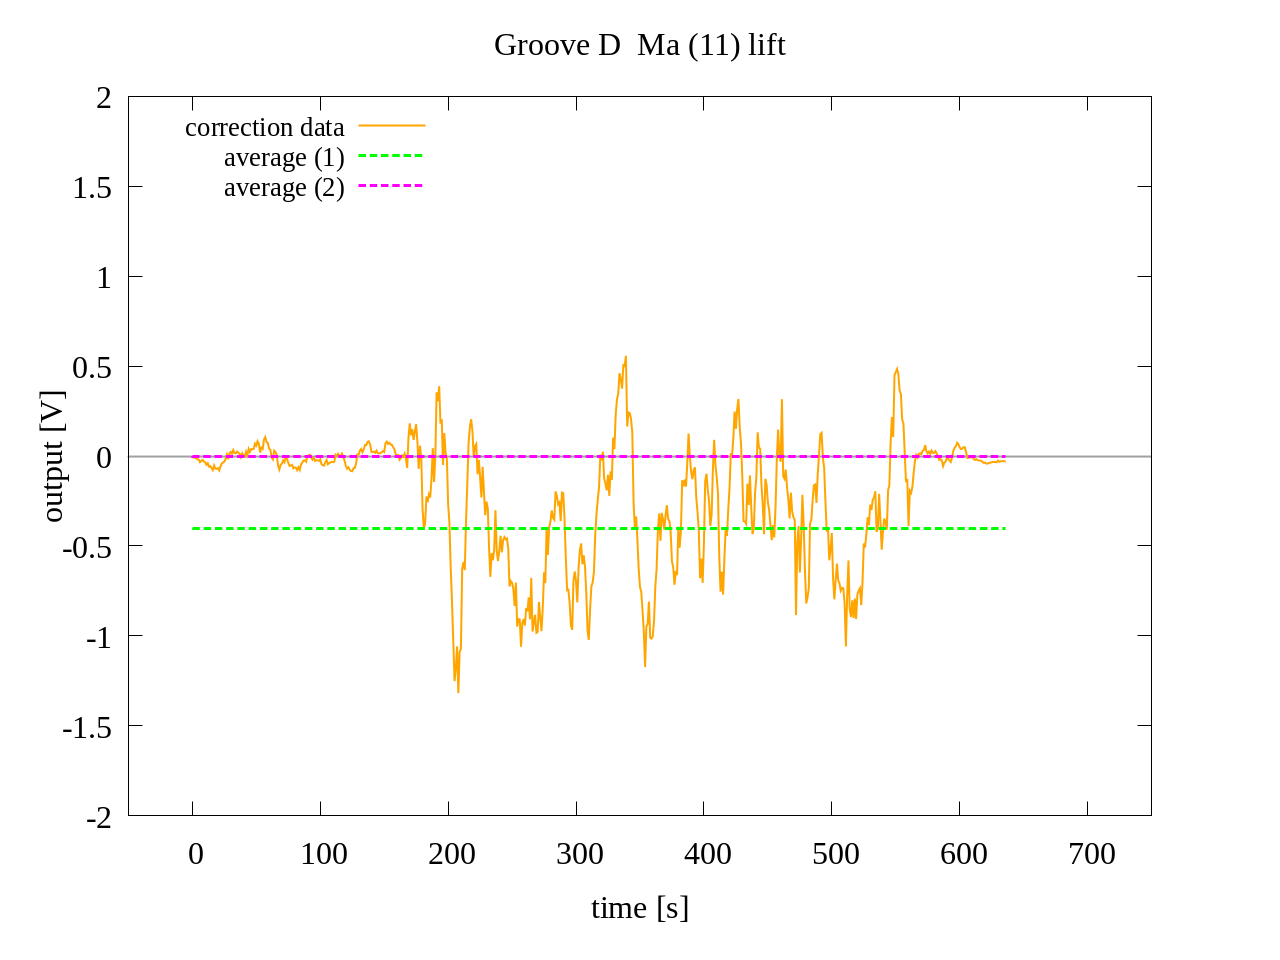 Groove D  Ma (11) lift
correction data
average (1)
average (2)
2
1.5
1
0.5
0
-0.5
-1
-1.5
-2
output [V]
0 100 200 300 400 500 600 700
time [s]